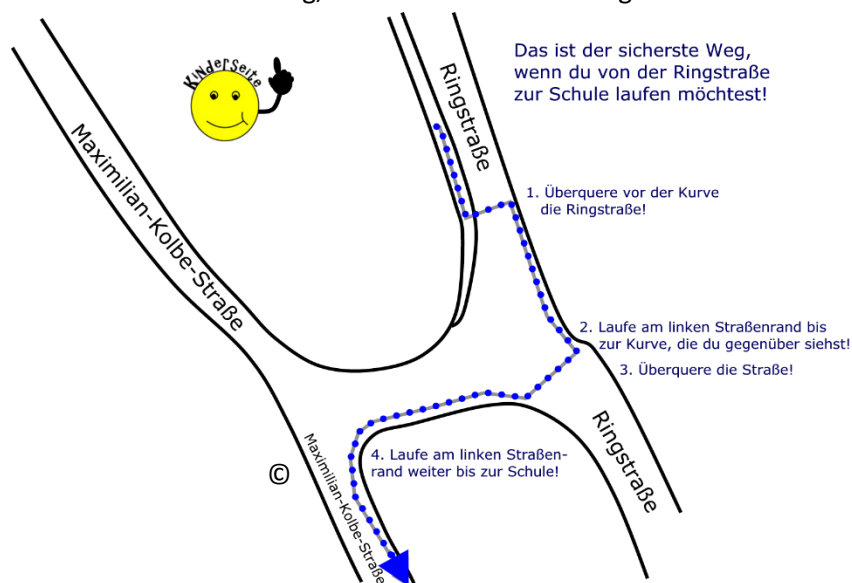 KiNderSeite
Das ist der sicherste Weg,
wenn du von der Ringstraße
zur Schule laufen möchtest!
Ringstraße
Maximilian-Kolbe-Straße
1. Überquere vor der Kurve
die Ringstraße!
2. Laufe am linken Straßenrand bis
zur Kurve, die du gegenüber siehst!
3. Überquere die Straße!
Ringstraße
4. Laufe am linken Straßen-
rand weiter bis zur Schule!
©
Maximilian-Kolbe-Straße